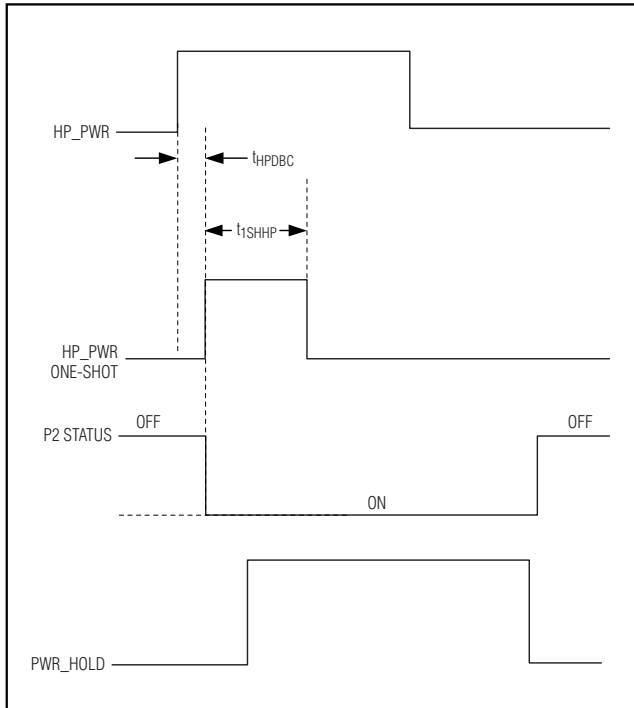 HP_PWR
tHPDBC
t1SHHP
HP_PWR
ONE-SHOT
OFF
OFF
P2 STATUS
ON
PWR_HOLD